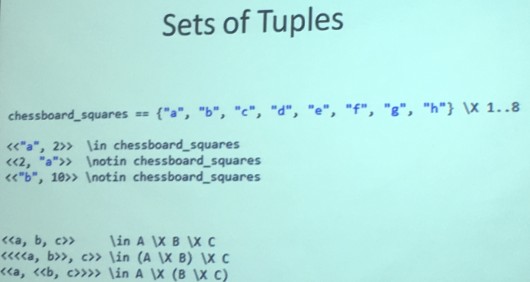 Sets of Tuples
chessboard_squares == {"a", "b", "c", "d", "e", "f", "g", "h"} \X 1..8
<<"a", 2>> \in chessboard_squares
<<2, "a">> \notin chessboard_squares
<<"b", 10>> \notin chessboard_squares
<<a, b, c>> \in A \X B \X C
<<<<a, b>>, c>> \in (A \X B) \X C
<<a, <<b, c>>>> \in A \X (B \X C)